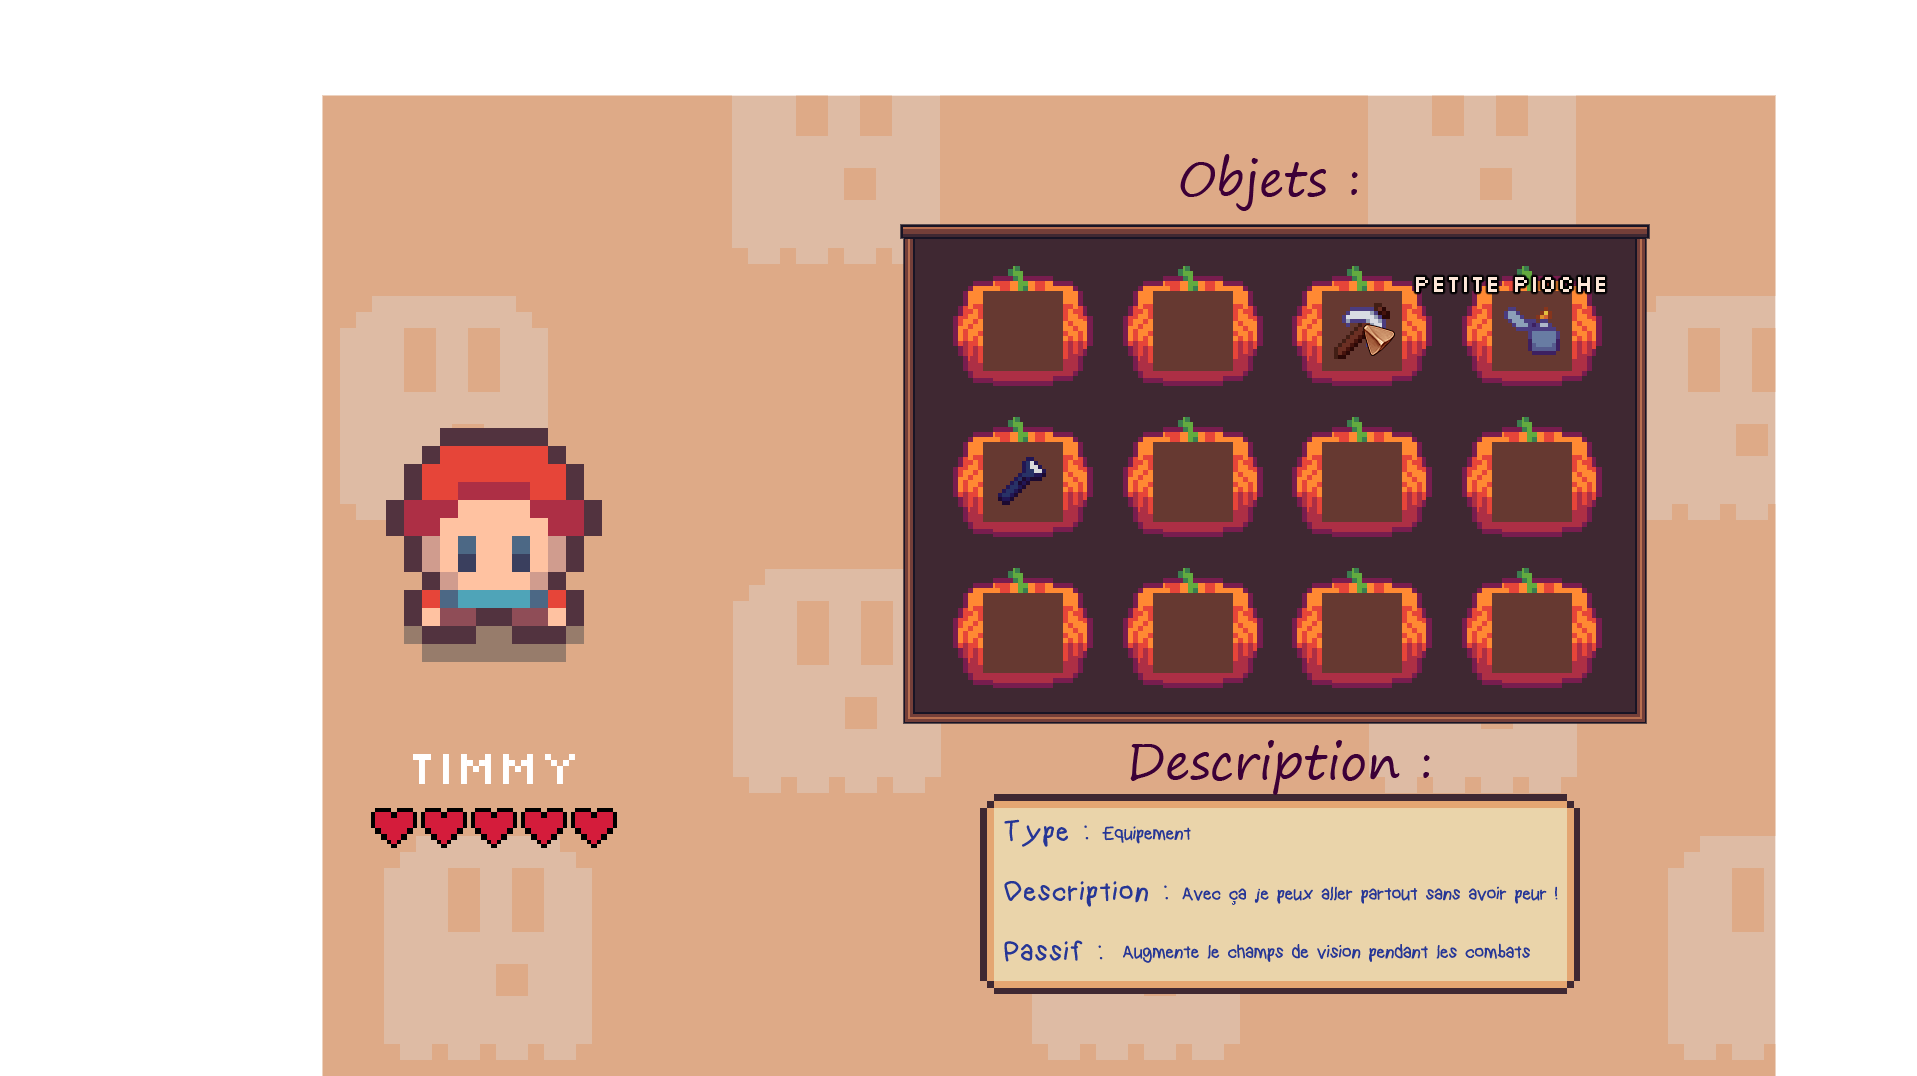 Objets :
PETITE PIOCHE
TIMMY
Description :
Type : Equipement
Description : Avec ça je peux aller partout sans avoir peur !
Passif : Augmente le champs de vision pendant les combats